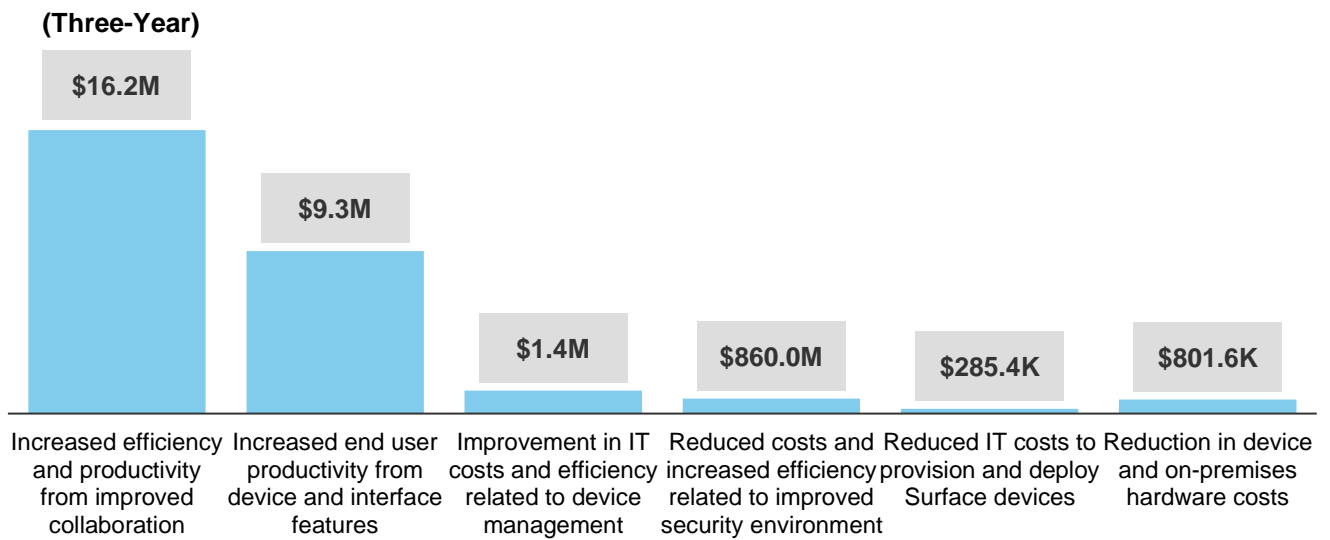 (Three-Year)
$16.2M
$9.3M
$1.4M
$860.0M
$285.4K
$801.6K
Increased efficiency
and productivity
from improved
collaboration
Increased end user
productivity from
device and interface
features
Improvement in IT
costs and efficiency
related to device
management
Reduced costs and
increased efficiency
related to improved
security environment
Reduced IT costs to
provision and deploy
Surface devices
Reduction in device
and on-premises
hardware costs